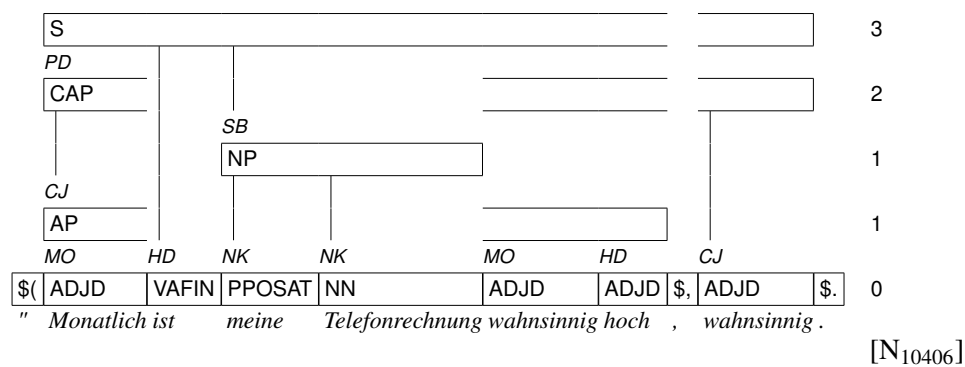 S 3
PD
CAP 2
SB
NP 1
CJ
AP 1
MO HD NK NK MO HD CJ
$( ADJD VAFIN PPOSAT NN ADJD ADJD $, ADJD $. 0
" Monatlich ist meine Telefonrechnung wahnsinnig hoch , wahnsinnig .
[N10406]